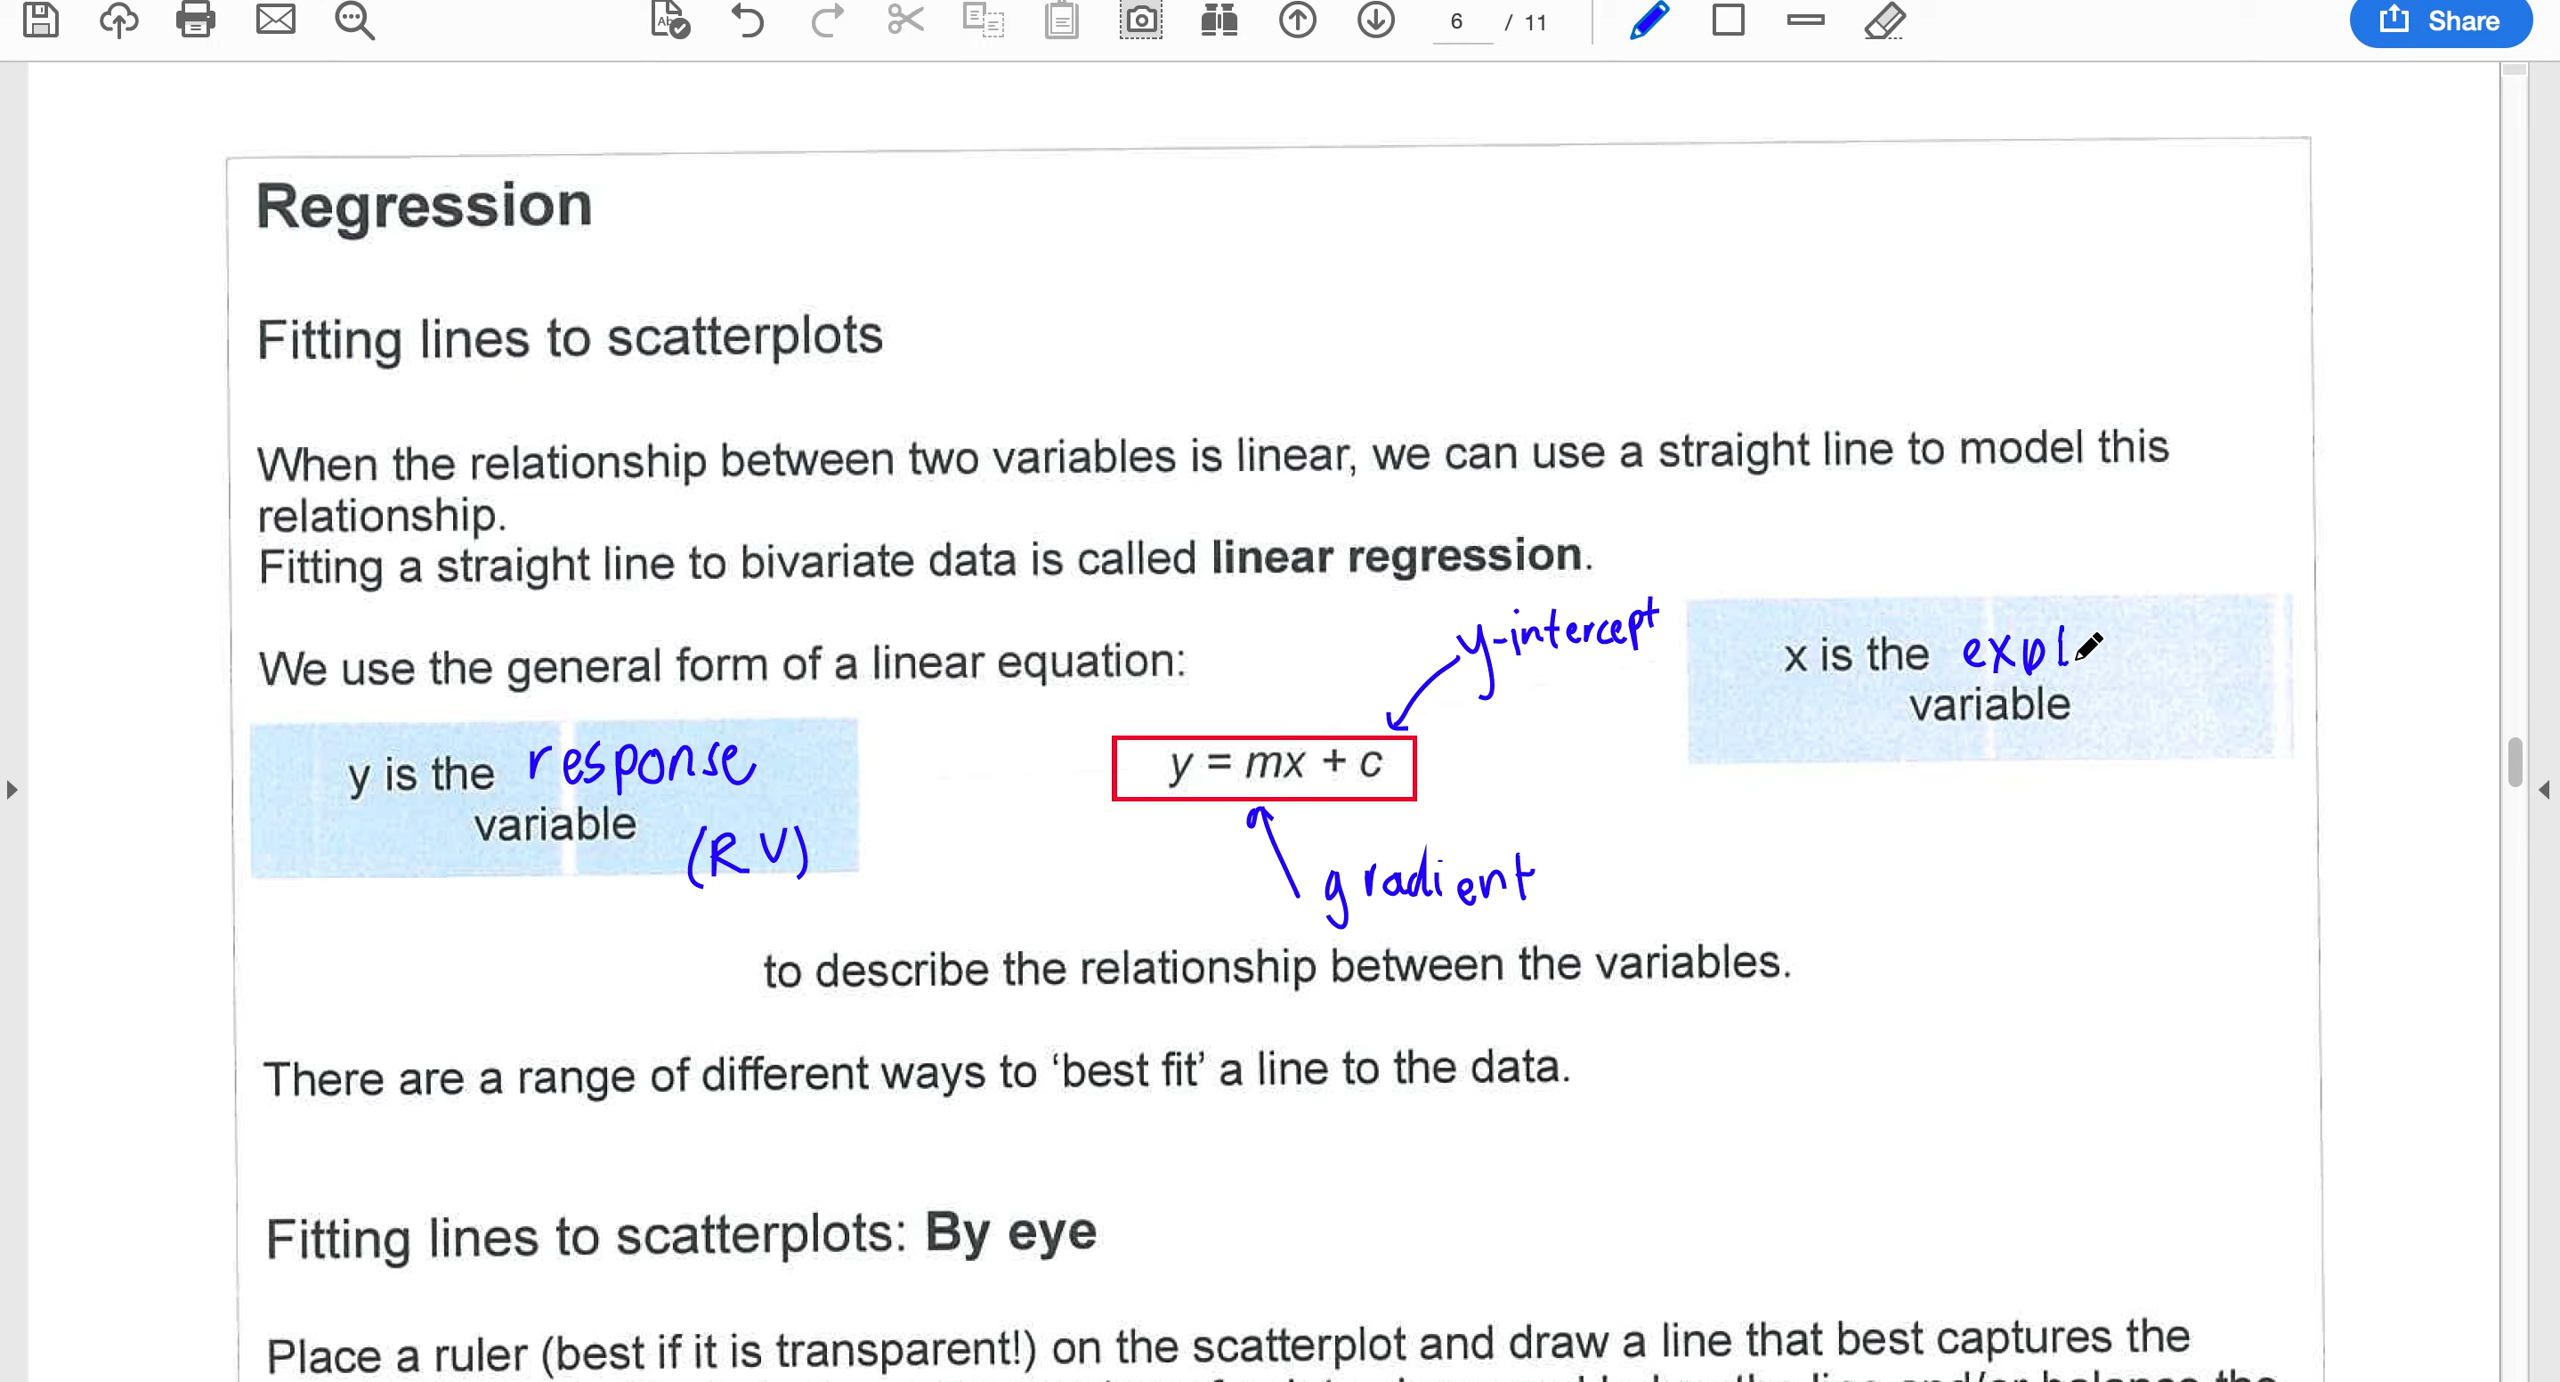 6 / 11 Share
Regression
Fitting lines to scatterplots
When the relationship between two variables is linear, we can use a straight line to model this
relationship.
Fitting a straight line to bivariate data is called linear regression.
y-intercept
We use the general form of a linear equation:
x is the expl
variable
y is the response
variable
(RV)
y = mx + c
gradient
to describe the relationship between the variables.
There are a range of different ways to ‘best fit’ a line to the data.
Fitting lines to scatterplots: By eye
Place a ruler (best if it is transparent!) on the scatterplot and draw a line that best captures the